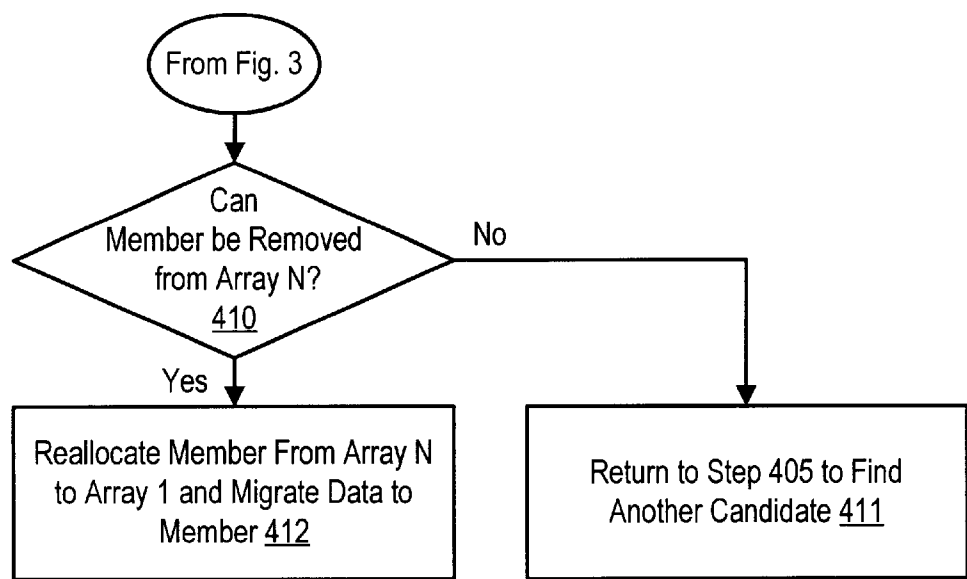 From Fig. 3
Can
Member be Removed
from Array N?
410
No
Yes
Reallocate Member From Array N
to Array 1 and Migrate Data to
Member 412
Return to Step 405 to Find
Another Candidate 411